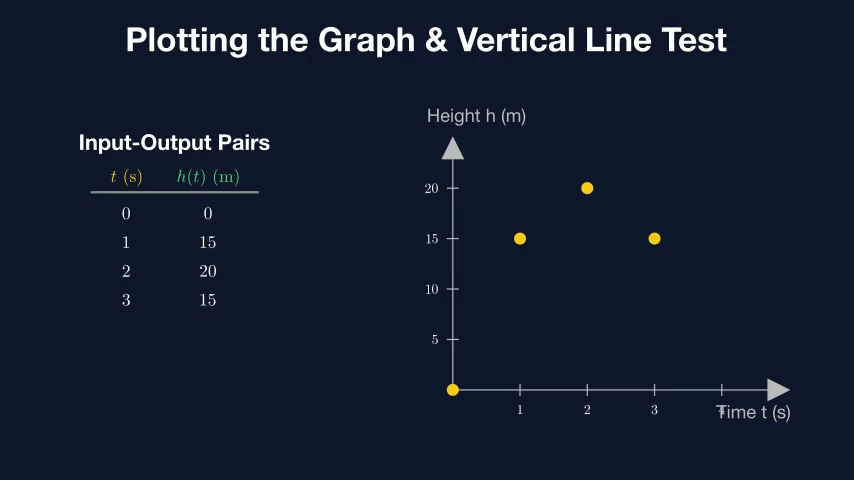 Plotting the Graph & Vertical Line Test
Input-Output Pairs
t (s) h(t) (m)
0 0
1 15
2 20
3 15
Height h (m)
20
15
10
5
1 2 3
Time t (s)